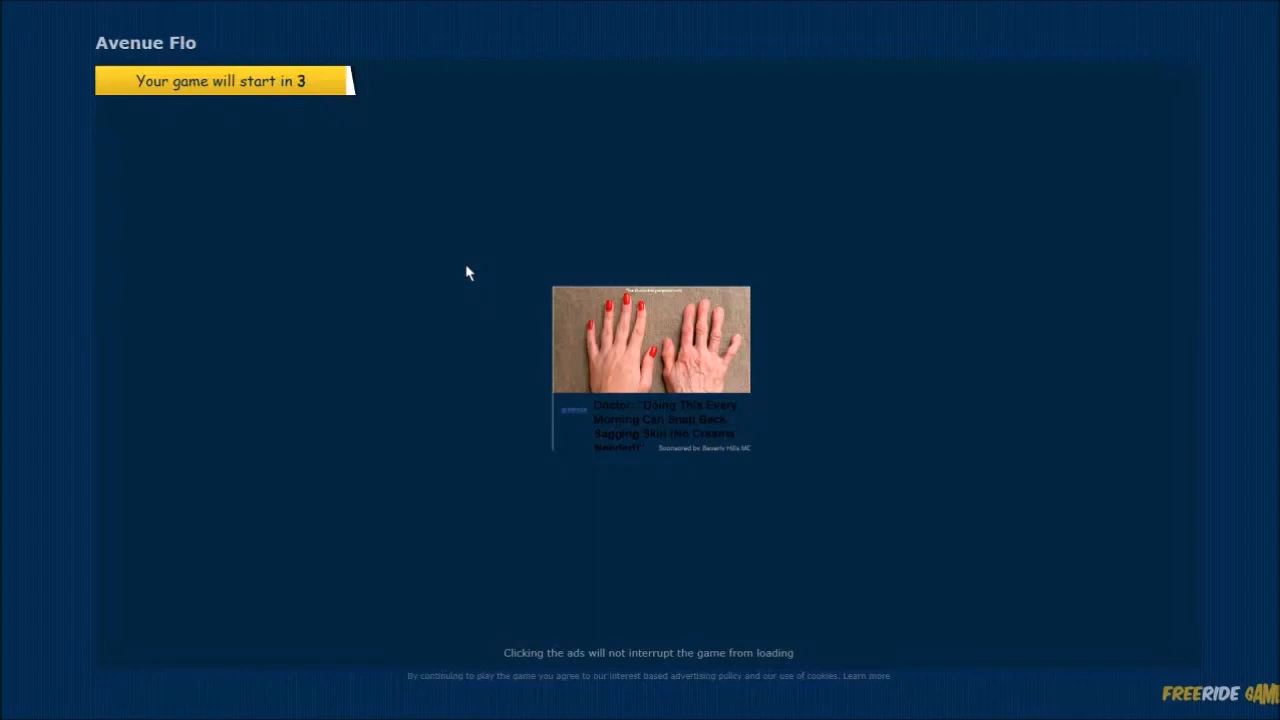 Avenue Flo
Your game will start in 3
Doctor: "Doing This Every
Morning Can Snap Back
Sagging Skin (No Creams
Sponsored by Beverly Hills MC
Clicking the ads will not interrupt the game from loading
By continuing to play the game you agree to our interest based advertising policy and our use of cookies. Learn more
FREERIDE GAM